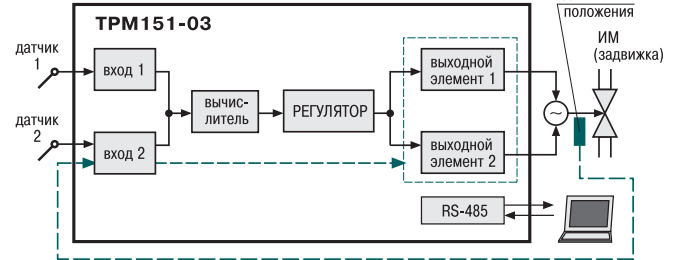 ТРМ151-03
положения
ИМ
(задвижка)
датчик
1
вход 1
вычис-
литель
РЕГУЛЯТОР
выходной
элемент 1
датчик
2
вход 2
выходной
элемент 2
~
RS-485